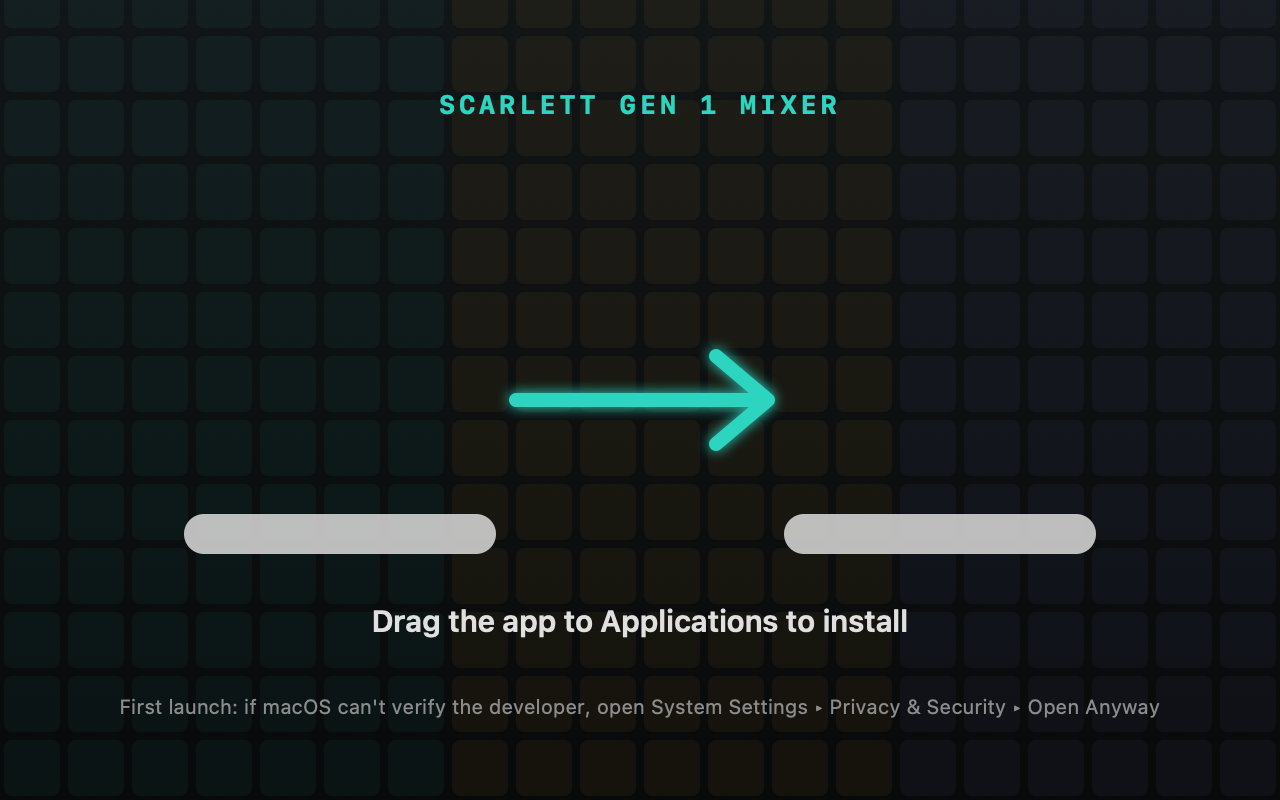 SCARLETT GEN 1 MIXER
Drag the app to Applications to install
First launch: if macOS can't verify the developer, open System Settings ▸ Privacy & Security ▸ Open Anyway